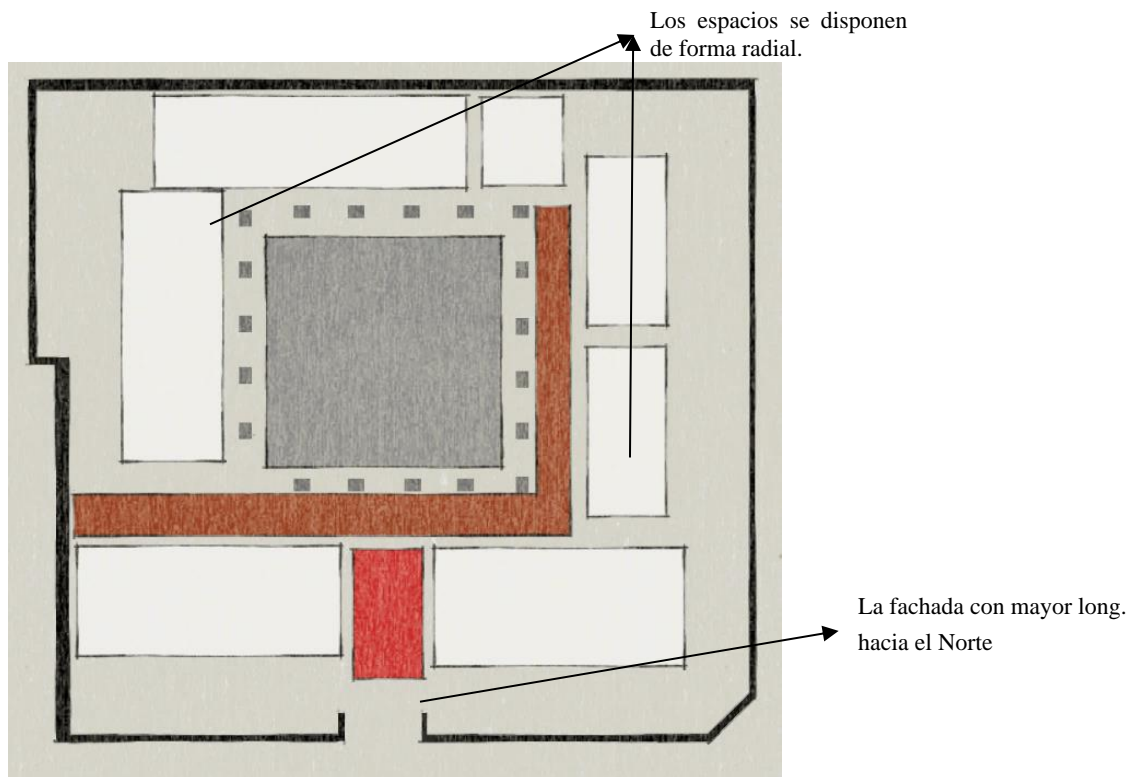 Los espacios se disponen
de forma radial.
La fachada con mayor long.
hacia el Norte